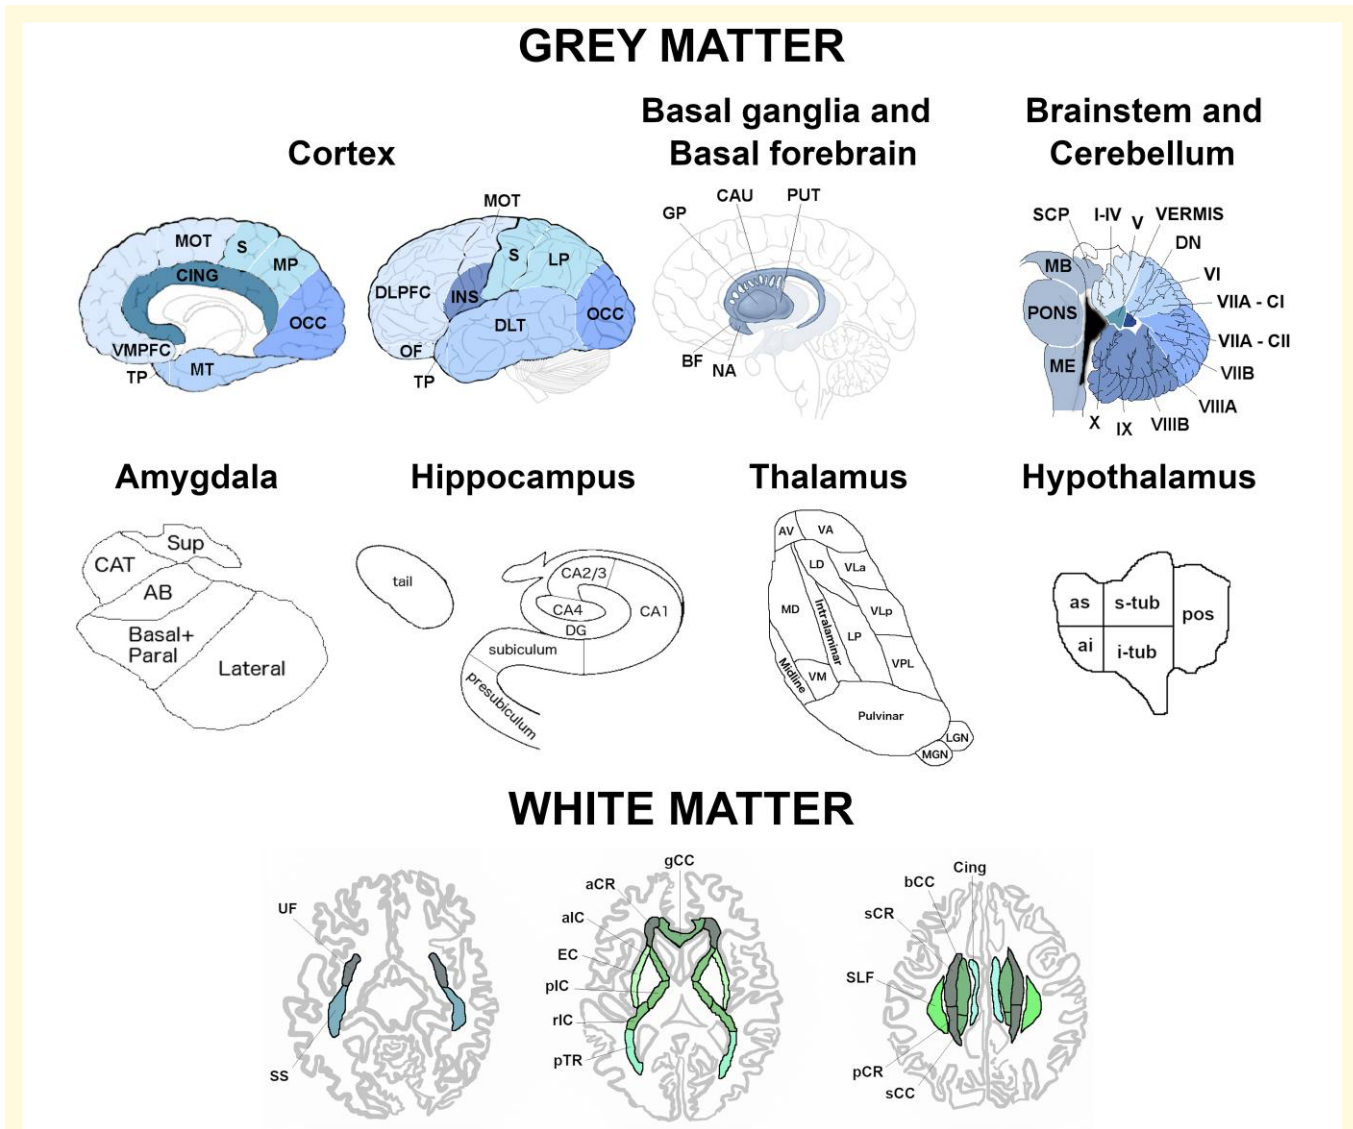 GREY MATTER
Cortex
Basal ganglia and
Basal forebrain
Brainstem and
Cerebellum
MOT
S
MP
CING
OCC
VMPFC
TP
MT
MOT
S
LP
DLPFC
INS
DLT
OCC
OF
TP
CAU
PUT
GP
BF
NA
SCP
I-IV
V
VERMIS
DN
MB
VI
VIIA - CI
PONS
VIIA - CII
ME
VIIB
VIIIA
X
IX
VIIIB
Amygdala
Hippocampus
Thalamus
Hypothalamus
Sup
CAT
AB
Basal+
Paral
Lateral
tail
CA2/3
CA4
CA1
DG
subiculum
presubiculum
AV
VA
LD
VLa
MD
Intralaminar
VLp
LP
VPL
Midline
VM
Pulvinar
LGN
MGN
as
s-tub
pos
ai
i-tub
WHITE MATTER
UF
SS
gCC
aCR
aIC
EC
pIC
rIC
pTR
Cing
bCC
sCR
SLF
pCR
sCC